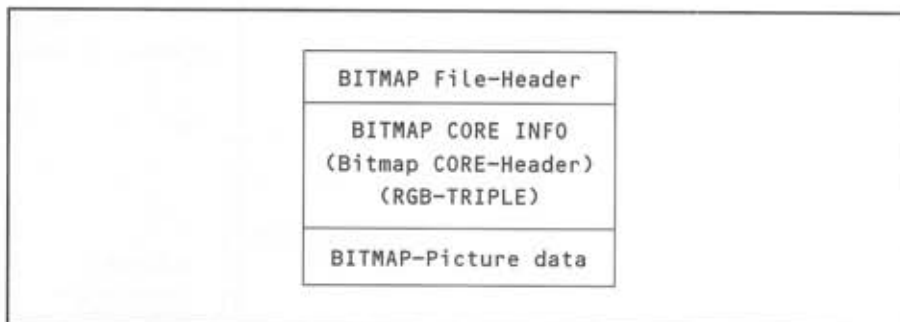 BITMAP File-Header
BITMAP CORE INFO
(Bitmap CORE-Header)
(RGB-TRIPLE)
BITMAP-Picture data